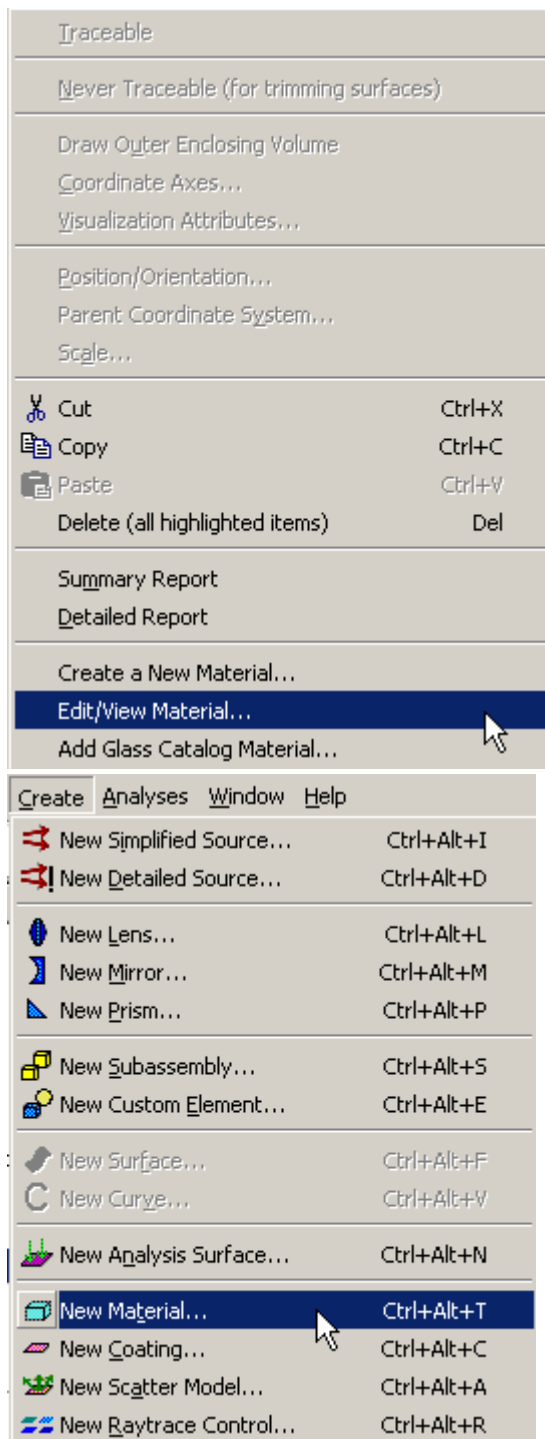 Traceable
Never Traceable (for trimming surfaces)
Draw Outer Enclosing Volume
Coordinate Axes...
Visualization Attributes...
Position/Orientation...
Parent Coordinate System...
Scale...
Cut Ctrl+X
Copy Ctrl+C
Paste Ctrl+V
Delete (all highlighted items) Del
Summary Report
Detailed Report
Create a New Material...
Edit/View Material...
Add Glass Catalog Material...
Create Analyses Window Help
New Simplified Source... Ctrl+Alt+I
New Detailed Source... Ctrl+Alt+D
New Lens... Ctrl+Alt+L
New Mirror... Ctrl+Alt+M
New Prism... Ctrl+Alt+P
New Subassembly... Ctrl+Alt+S
New Custom Element... Ctrl+Alt+E
New Surface... Ctrl+Alt+F
New Curve... Ctrl+Alt+V
New Analysis Surface... Ctrl+Alt+N
New Material... Ctrl+Alt+T
New Coating... Ctrl+Alt+C
New Scatter Model... Ctrl+Alt+A
New Raytrace Control... Ctrl+Alt+R